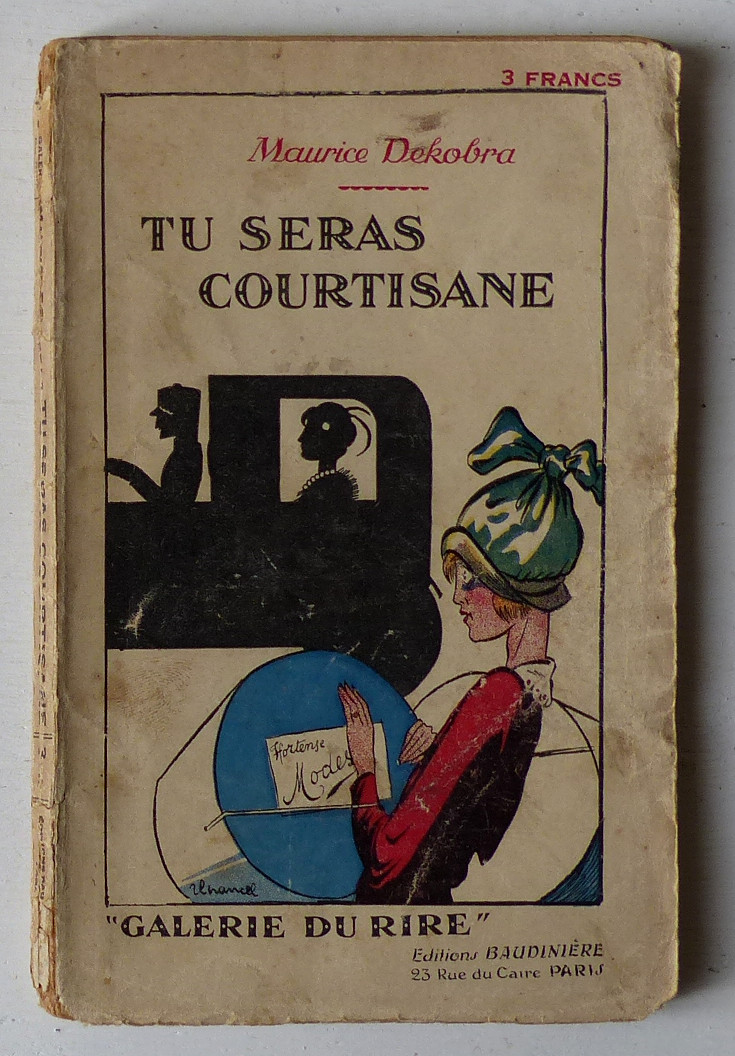 3 FRANCS
Maurice Dekobra
TU SERAS
COURTISANE
Hortense
Modes
"GALERIE DU RIRE"
Editions BAUDINIÈRE
23 Rue du Caire PARIS